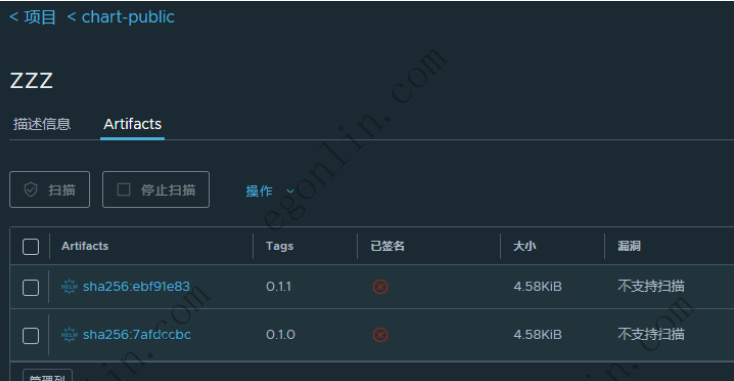 < 项目 < chart-public
zzz
描述信息 Artifacts
扫描 停止扫描 操作
Artifacts Tags 已签名 大小 漏洞
HELM sha256:ebf91e83 0.1.1 4.58KiB 不支持扫描
HELM sha256:7afdccbc 0.1.0 4.58KiB 不支持扫描
管理列
egonlin.com